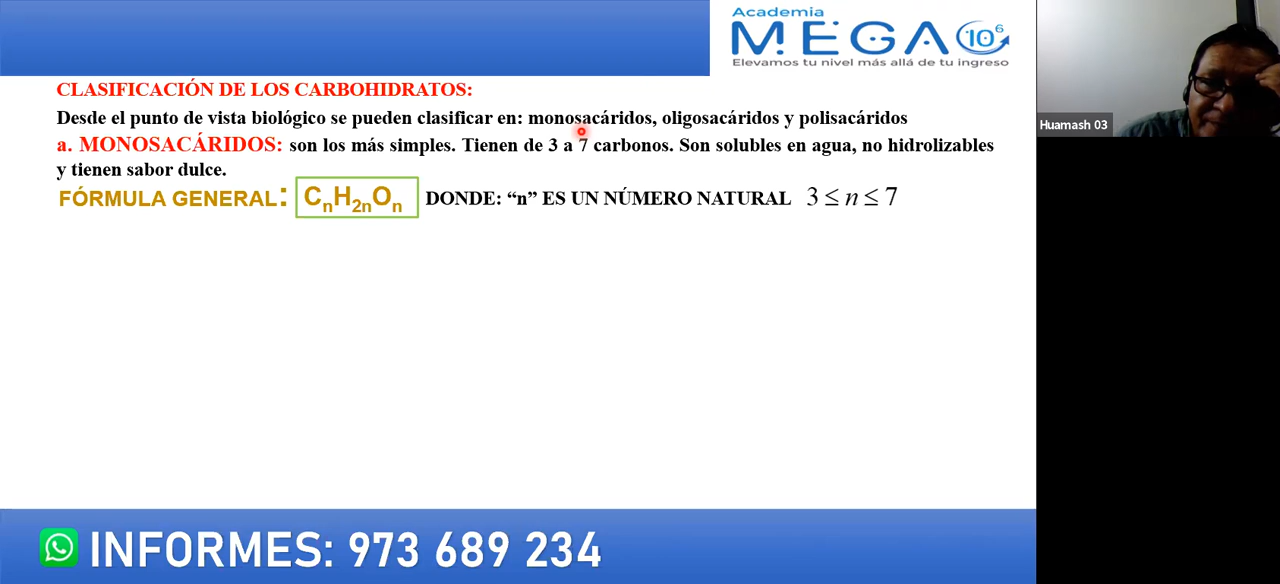 Academia
MEGA 10⁶
Elevamos tu nivel más allá de tu ingreso
Huamash 03
CLASIFICACIÓN DE LOS CARBOHIDRATOS:
Desde el punto de vista biológico se pueden clasificar en: monosacáridos, oligosacáridos y polisacáridos
a. MONOSACÁRIDOS: son los más simples. Tienen de 3 a 7 carbonos. Son solubles en agua, no hidrolizables
y tienen sabor dulce.
FÓRMULA GENERAL: CₙH₂ₙOₙ DONDE: “n” ES UN NÚMERO NATURAL 3 ≤ n ≤ 7
INFORMES: 973 689 234